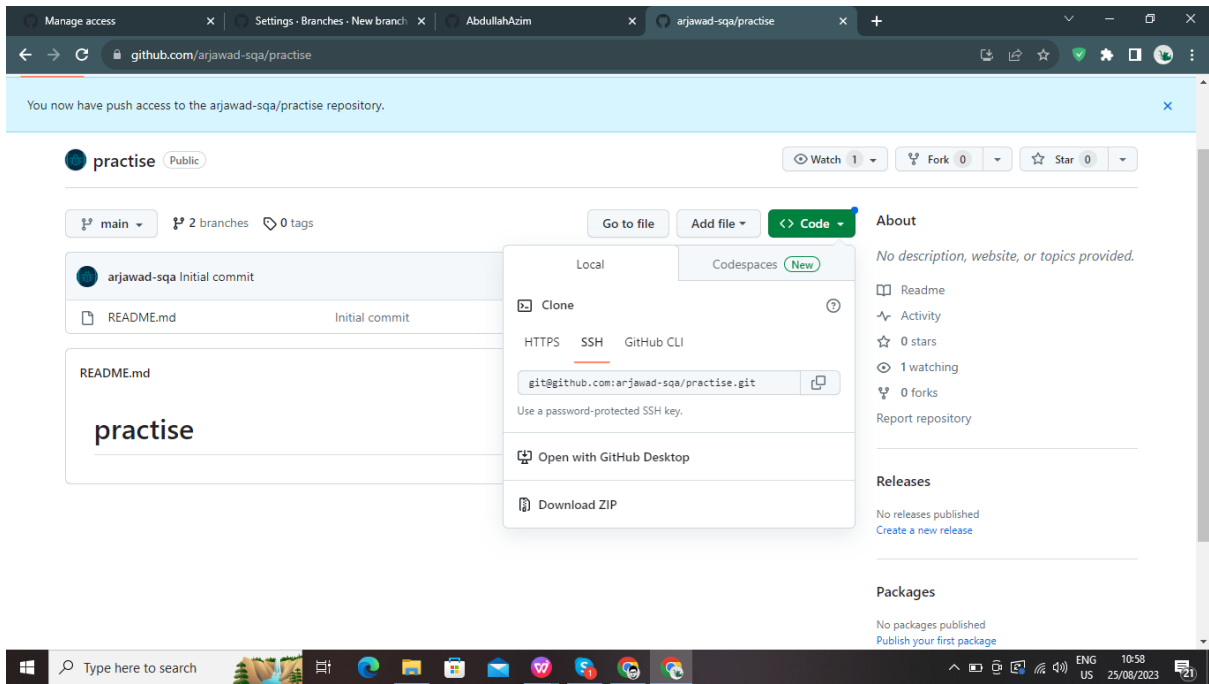 Manage access
Settings · Branches · New branch
AbdullahAzim
arjawad-sqa/practise
github.com/arjawad-sqa/practise
You now have push access to the arjawad-sqa/practise repository.
practise Public
Watch 1
Fork 0
Star 0
main
2 branches
0 tags
Go to file
Add file
<> Code
arjawad-sqa Initial commit
README.md Initial commit
README.md
practise
Local
Codespaces New
Clone
HTTPS SSH GitHub CLI
git@github.com:arjawad-sqa/practise.git
Use a password-protected SSH key.
Open with GitHub Desktop
Download ZIP
About
No description, website, or topics provided.
Readme
Activity
0 stars
1 watching
0 forks
Report repository
Releases
No releases published
Create a new release
Packages
No packages published
Publish your first package
Type here to search
ENG
US
10:58
25/08/2023
21